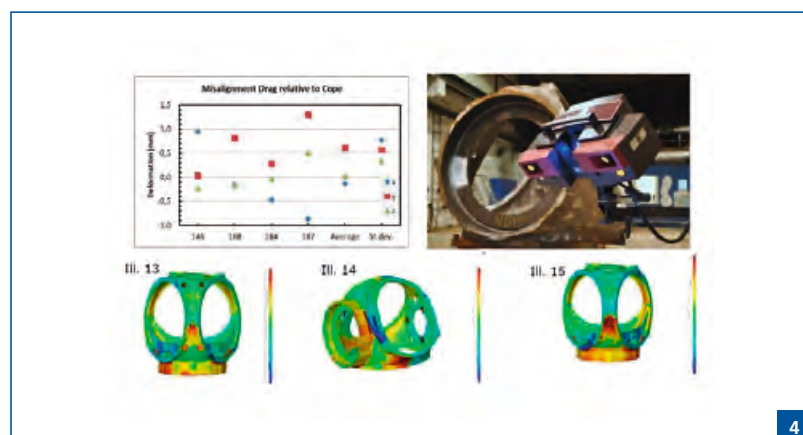 Misalignment Drag relative to Cope
Deformation [mm]
1,5
1,0
0,5
0,0
-0,5
-1,0
146 168 184 187 Average St.dev.
Ill. 13
Ill. 14
Ill. 15
4